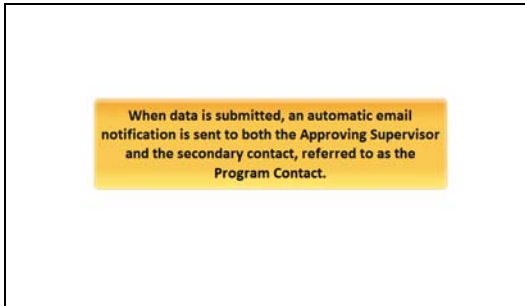 When data is submitted, an automatic email
notification is sent to both the Approving Supervisor
and the secondary contact, referred to as the
Program Contact.